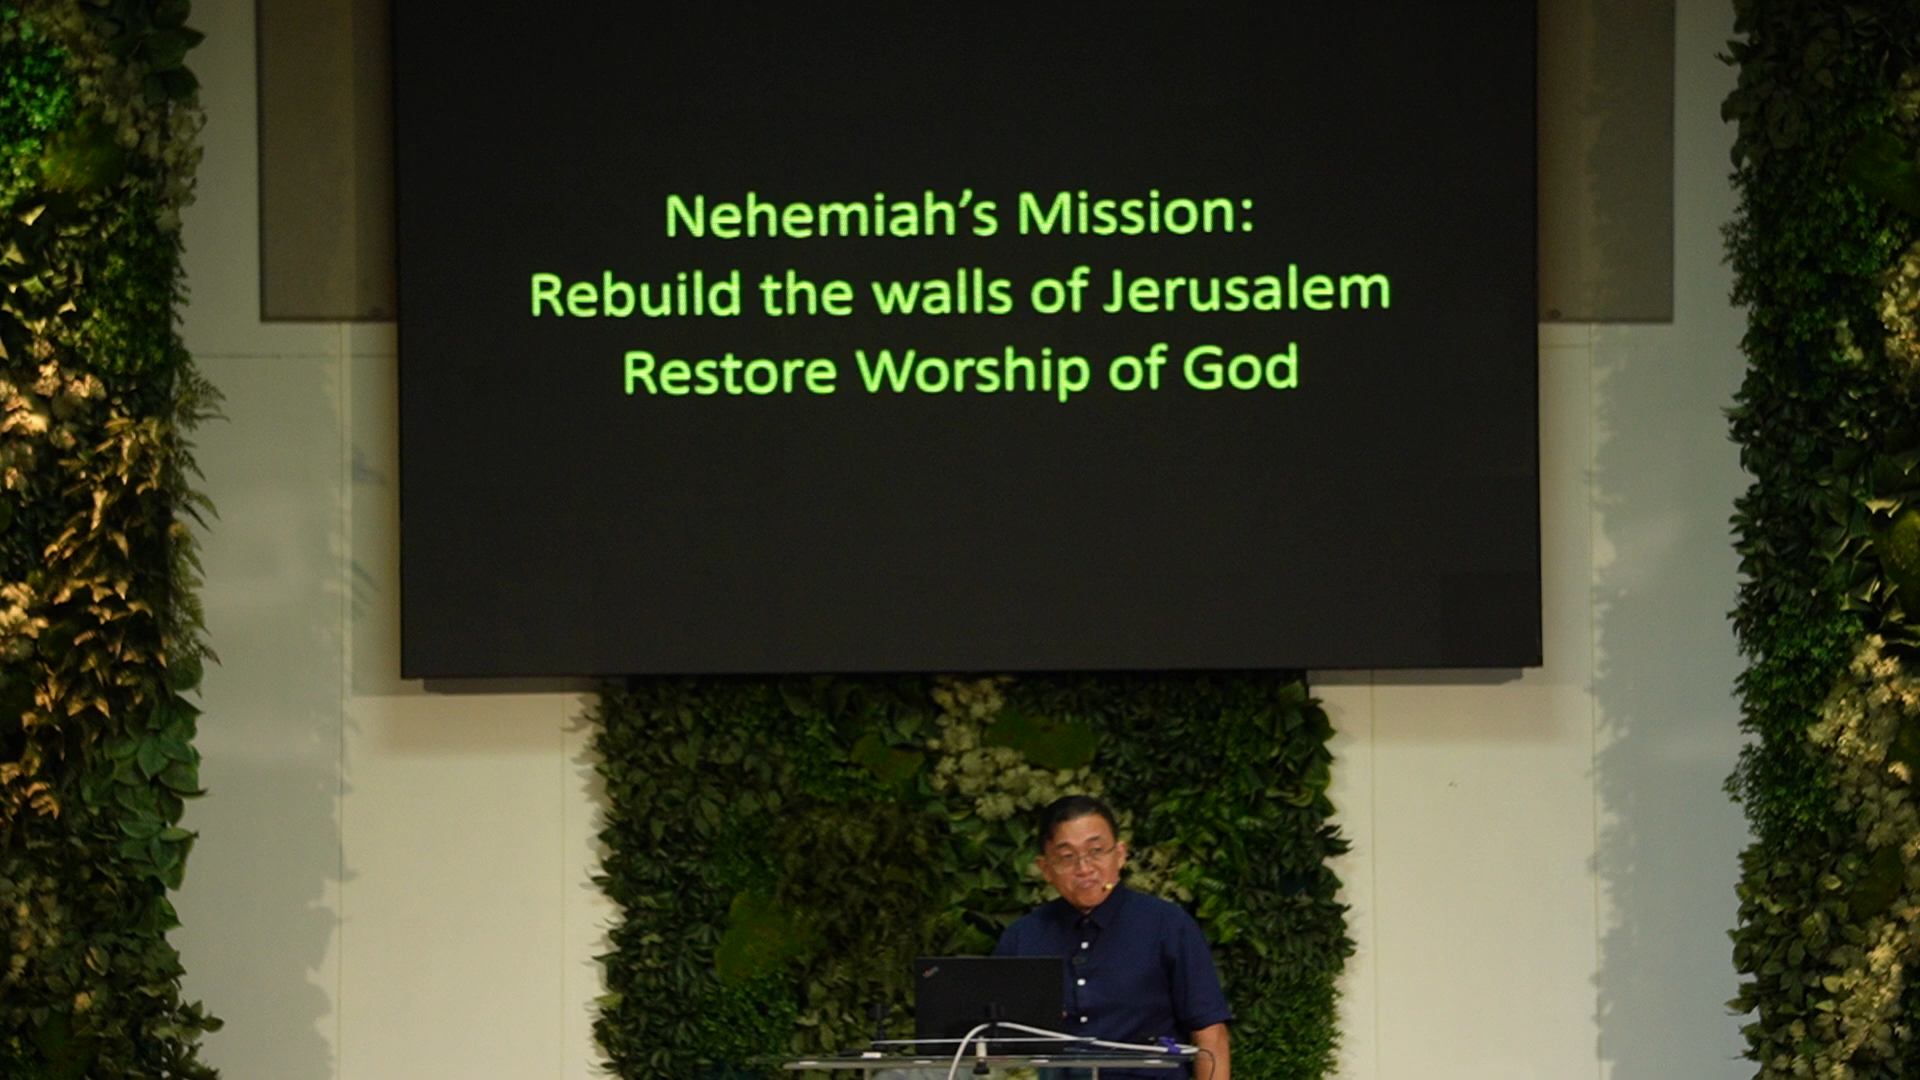 Nehemiah’s Mission:
Rebuild the walls of Jerusalem
Restore Worship of God